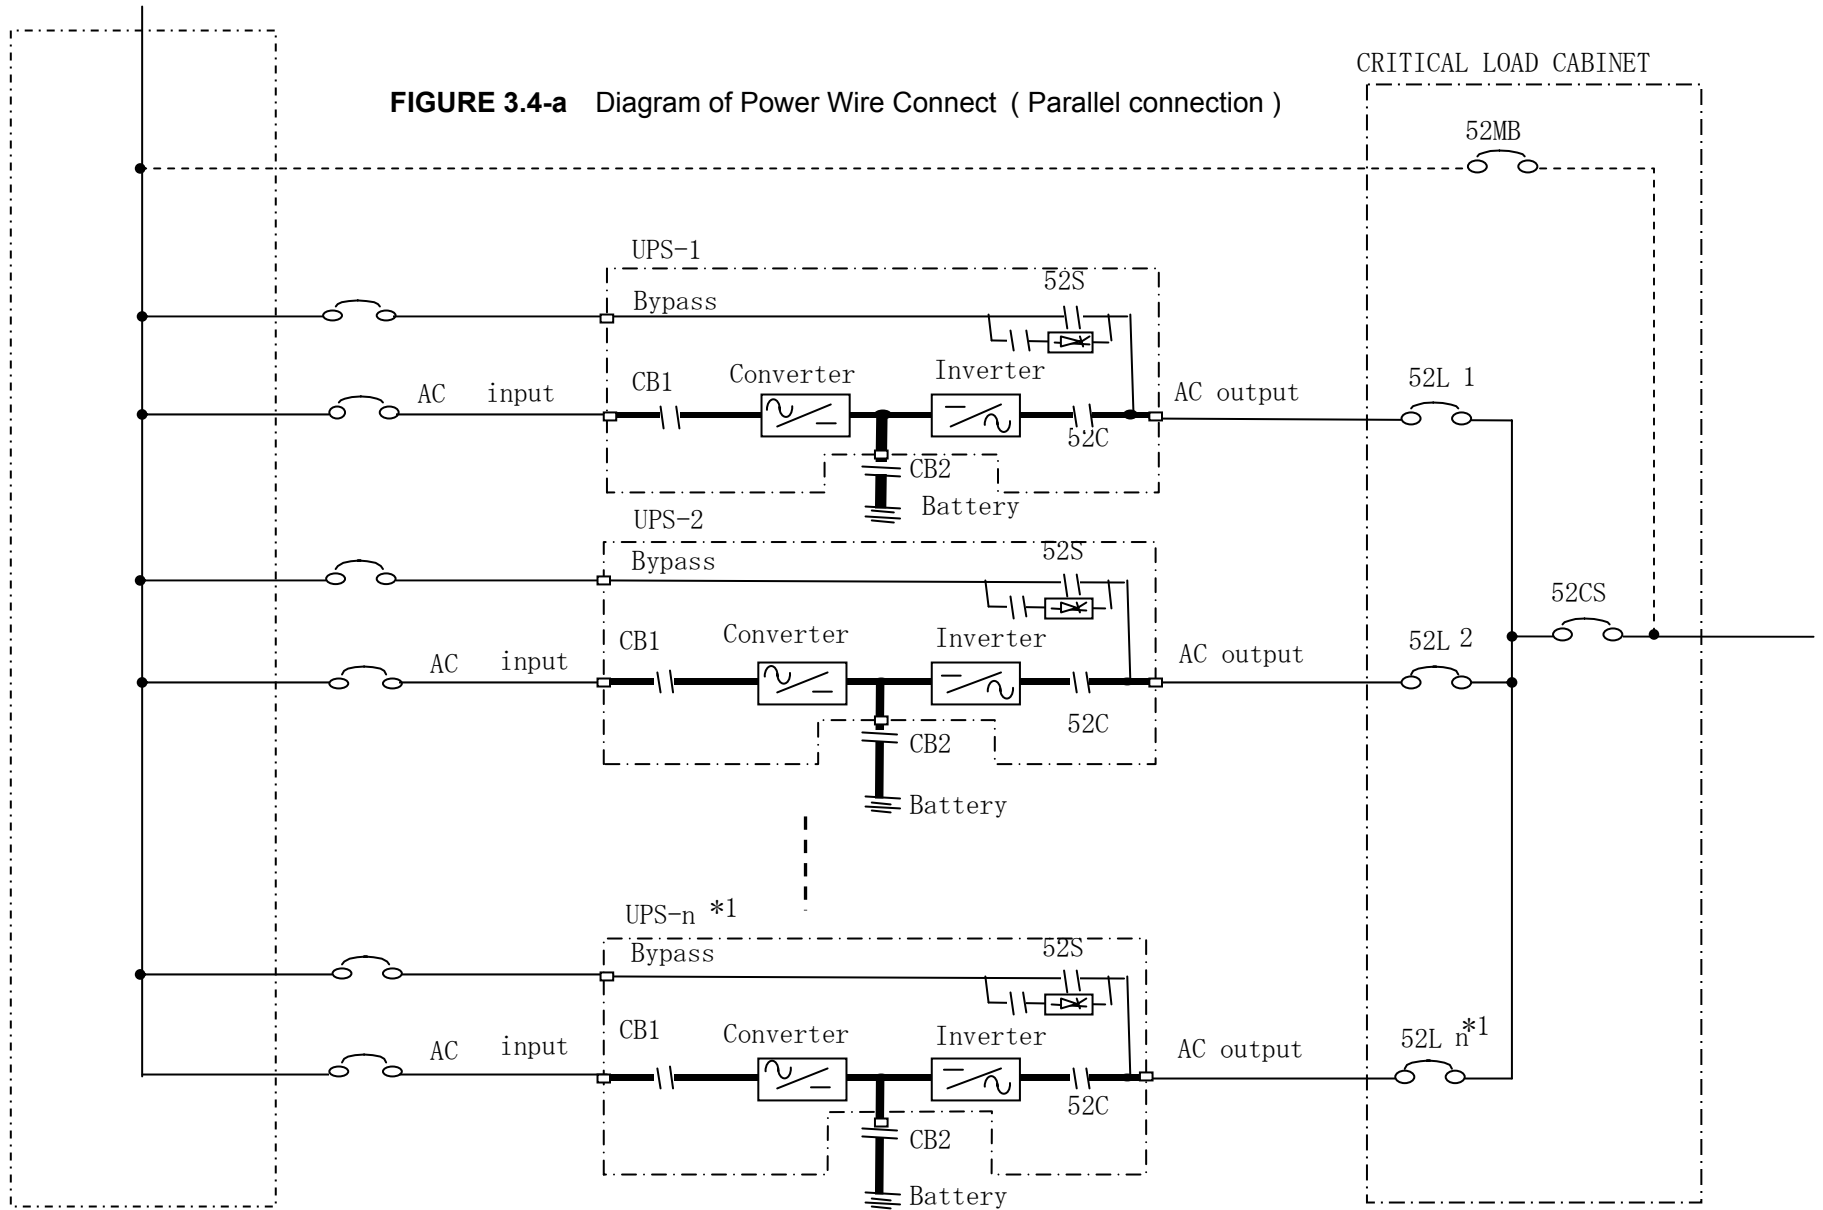 CRITICAL LOAD CABINET
FIGURE 3.4-a Diagram of Power Wire Connect ( Parallel connection )
52MB
UPS-1
52S
Bypass
Converter
Inverter
CB1
AC input
AC output
52L 1
52C
CB2
Battery
UPS-2
52S
Bypass
52CS
CB1
Converter
Inverter
52L 2
AC input
AC output
52C
CB2
Battery
UPS-n *1
52S
Bypass
CB1
Converter
Inverter
52L n*1
AC input
AC output
52C
CB2
Battery